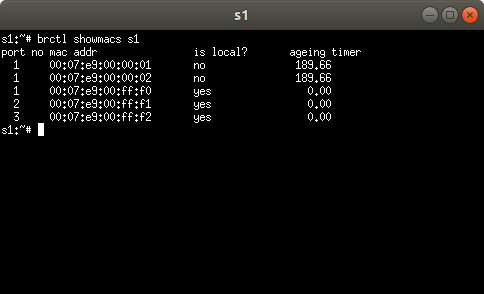 s1
s1:~# brctl showmacs s1
port no mac addr                is local?       ageing timer
  1     00:07:e9:00:00:01       no               189.66
  1     00:07:e9:00:00:02       no               189.66
  1     00:07:e9:00:ff:f0       yes                0.00
  2     00:07:e9:00:ff:f1       yes                0.00
  3     00:07:e9:00:ff:f2       yes                0.00
s1:~#